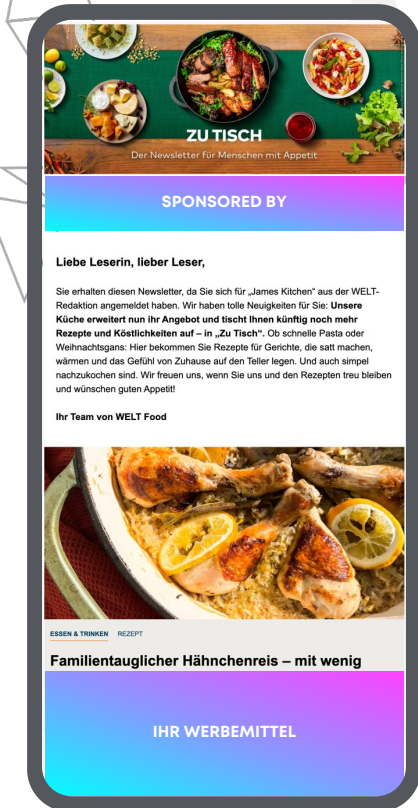 ZU TISCH
Der Newsletter für Menschen mit Appetit
SPONSORED BY
Liebe Leserin, lieber Leser,
Sie erhalten diesen Newsletter, da Sie sich für „James Kitchen“ aus der WELT-
Redaktion angemeldet haben. Wir haben tolle Neuigkeiten für Sie: Unsere
Küche erweitert nun ihr Angebot und tischt Ihnen künftig noch mehr
Rezepte und Köstlichkeiten auf – in „Zu Tisch“. Ob schnelle Pasta oder
Weihnachtsgans: Hier bekommen Sie Rezepte für Gerichte, die satt machen,
wärmen und das Gefühl von Zuhause auf den Teller legen. Und auch simpel
nachzukochen sind. Wir freuen uns, wenn Sie uns und den Rezepten treu bleiben
und wünschen guten Appetit!
Ihr Team von WELT Food
ESSEN & TRINKEN REZEPT
Familientauglicher Hähnchenreis – mit wenig
IHR WERBEMITTEL